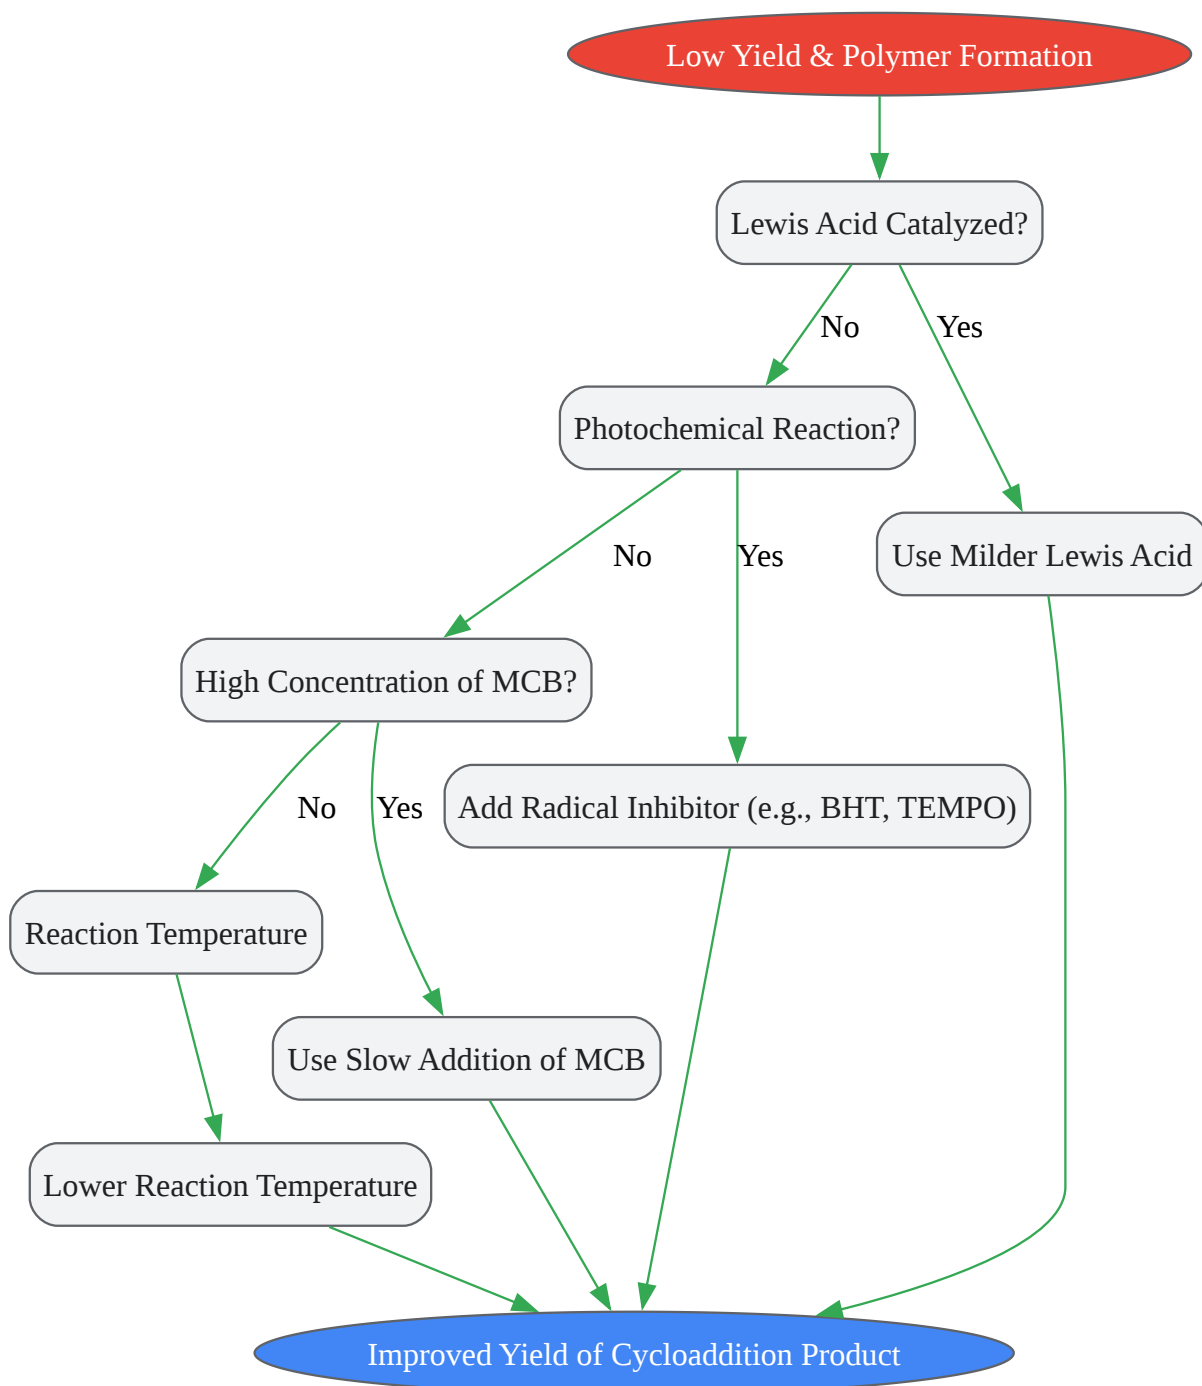 Low Yield & Polymer Formation
Lewis Acid Catalyzed?
No
Yes
Photochemical Reaction?
No
Yes
Use Milder Lewis Acid
High Concentration of MCB?
No
Yes
Add Radical Inhibitor (e.g., BHT, TEMPO)
Reaction Temperature
Use Slow Addition of MCB
Lower Reaction Temperature
Improved Yield of Cycloaddition Product